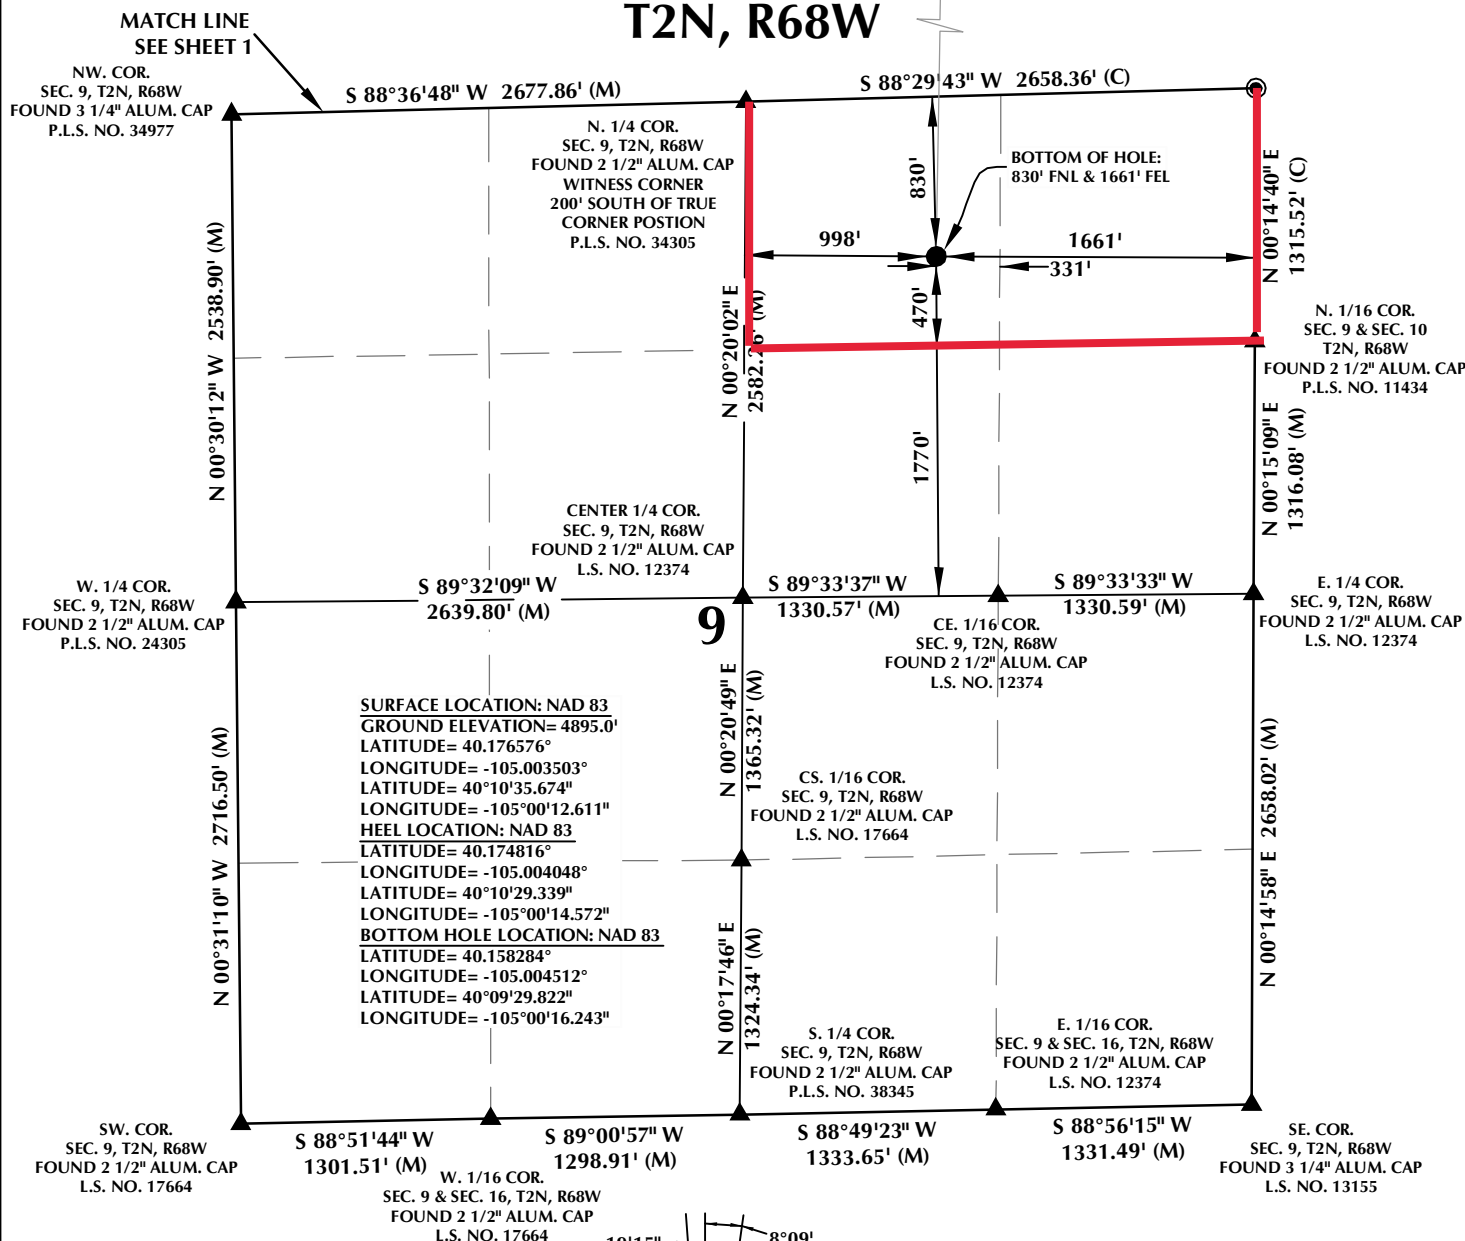 T2N, R68W
MATCH LINE
SEE SHEET 1
NW. COR.
SEC. 9, T2N, R68W
FOUND 3 1/4" ALUM. CAP
P.L.S. NO. 34977
S 88°36'48" W 2677.86' (M)
S 88°29'43" W 2658.36' (C)
N. 1/4 COR.
SEC. 9, T2N, R68W
FOUND 2 1/2" ALUM. CAP
WITNESS CORNER
200' SOUTH OF TRUE
CORNER POSTION
P.L.S. NO. 34305
830'
BOTTOM OF HOLE:
830' FNL & 1661' FEL
998'
1661'
331'
470'
N 00°14'40" E
1315.52' (C)
N 00°30'12" W 2538.90' (M)
N 00°20'02" E
2582.26' (M)
N. 1/16 COR.
SEC. 9 & SEC. 10
T2N, R68W
FOUND 2 1/2" ALUM. CAP
P.L.S. NO. 11434
1770'
N 00°15'09" E
1316.08' (M)
CENTER 1/4 COR.
SEC. 9, T2N, R68W
FOUND 2 1/2" ALUM. CAP
L.S. NO. 12374
W. 1/4 COR.
SEC. 9, T2N, R68W
FOUND 2 1/2" ALUM. CAP
P.L.S. NO. 24305
S 89°32'09" W
2639.80' (M)
S 89°33'37" W
1330.57' (M)
S 89°33'33" W
1330.59' (M)
E. 1/4 COR.
SEC. 9, T2N, R68W
FOUND 2 1/2" ALUM. CAP
L.S. NO. 12374
9
CE. 1/16 COR.
SEC. 9, T2N, R68W
FOUND 2 1/2" ALUM. CAP
L.S. NO. 12374
SURFACE LOCATION: NAD 83
GROUND ELEVATION= 4895.0'
LATITUDE= 40.176576°
LONGITUDE= -105.003503°
LATITUDE= 40°10'35.674"
LONGITUDE= -105°00'12.611"
HEEL LOCATION: NAD 83
LATITUDE= 40.174816°
LONGITUDE= -105.004048°
LATITUDE= 40°10'29.339"
LONGITUDE= -105°00'14.572"
BOTTOM HOLE LOCATION: NAD 83
LATITUDE= 40.158284°
LONGITUDE= -105.004512°
LATITUDE= 40°09'29.822"
LONGITUDE= -105°00'16.243"
N 00°20'49" E
1365.32' (M)
CS. 1/16 COR.
SEC. 9, T2N, R68W
FOUND 2 1/2" ALUM. CAP
L.S. NO. 17664
N 00°31'10" W 2716.50' (M)
N 00°14'58" E 2658.02' (M)
N 00°17'46" E
1324.34' (M)
S. 1/4 COR.
SEC. 9, T2N, R68W
FOUND 2 1/2" ALUM. CAP
P.L.S. NO. 38345
E. 1/16 COR.
SEC. 9 & SEC. 16, T2N, R68W
FOUND 2 1/2" ALUM. CAP
L.S. NO. 12374
SW. COR.
SEC. 9, T2N, R68W
FOUND 2 1/2" ALUM. CAP
L.S. NO. 17664
S 88°51'44" W
1301.51' (M)
S 89°00'57" W
1298.91' (M)
S 88°49'23" W
1333.65' (M)
S 88°56'15" W
1331.49' (M)
SE. COR.
SEC. 9, T2N, R68W
FOUND 3 1/4" ALUM. CAP
L.S. NO. 13155
W. 1/16 COR.
SEC. 9 & SEC. 16, T2N, R68W
FOUND 2 1/2" ALUM. CAP
L.S. NO. 17664
8°09'